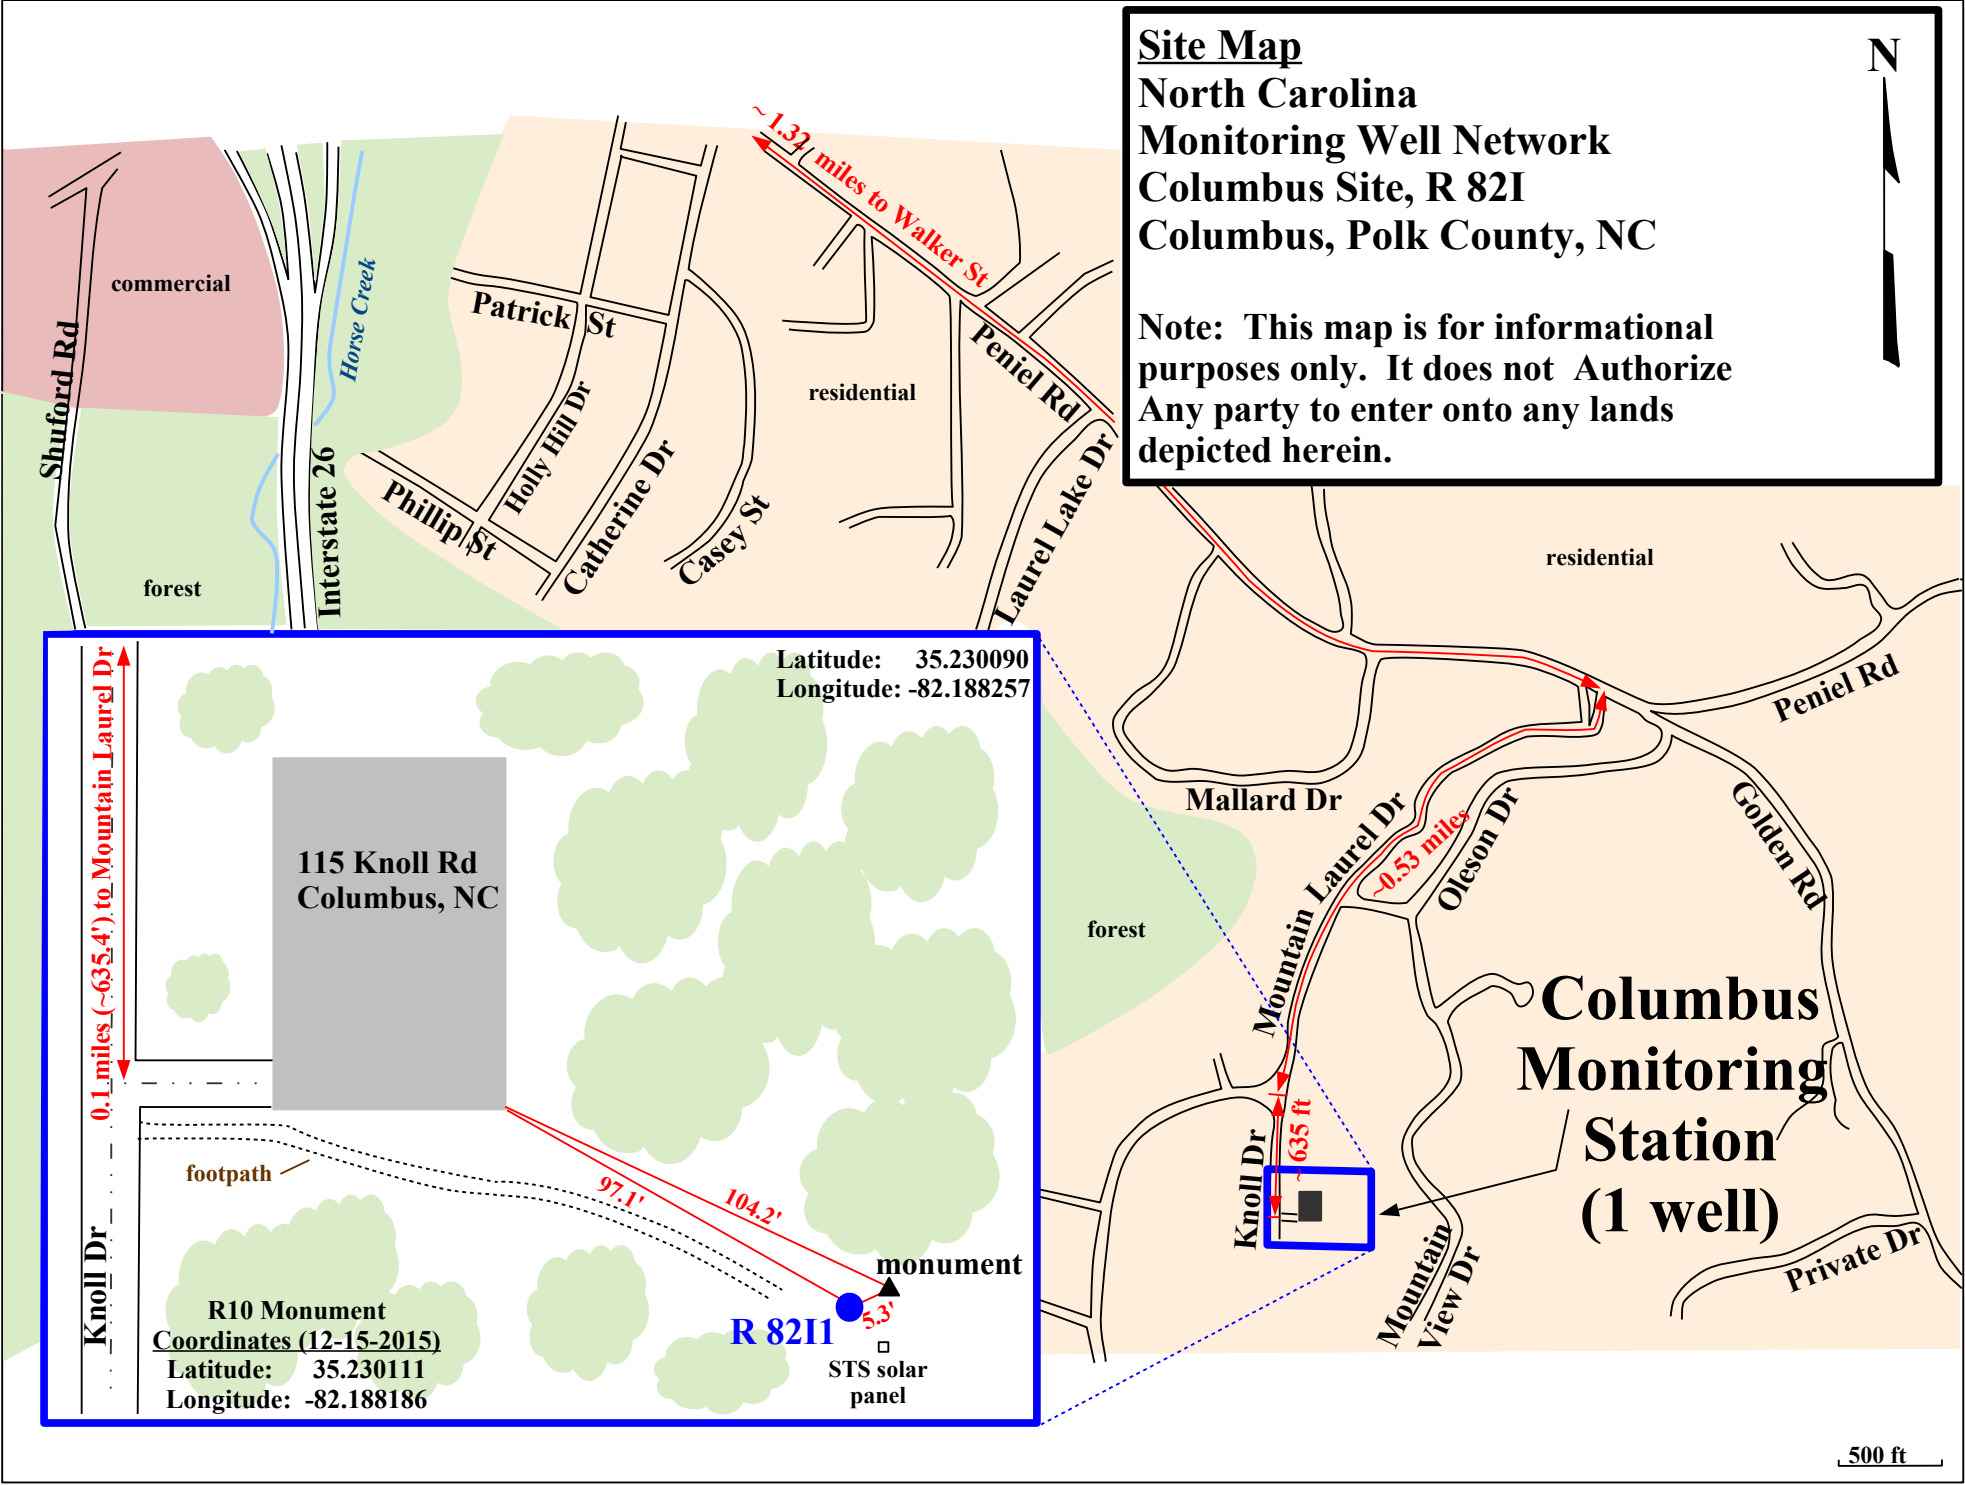 Site Map
North Carolina
Monitoring Well Network
Columbus Site, R 82I
Columbus, Polk County, NC
Note: This map is for informational
purposes only. It does not Authorize
Any party to enter onto any lands
depicted herein.
N
~ 1.32 miles to Walker St
commercial
Shuford Rd
Horse Creek
Interstate 26
forest
Patrick St
Holly Hill Dr
Phillip St
Catherine Dr
Casey St
residential
Peniel Rd
Laurel Lake Dr
residential
Peniel Rd
Mallard Dr
Mountain Laurel Dr
~0.53 miles
Oleson Dr
Golden Rd
forest
Columbus
Monitoring
Station
(1 well)
Knoll Dr
~ 635 ft
Mountain
View Dr
Private Dr
500 ft
Latitude: 35.230090
Longitude: -82.188257
0.1 miles (~635.4') to Mountain Laurel Dr
115 Knoll Rd
Columbus, NC
footpath
97.1'
104.2'
monument
5.3'
R 82I1
STS solar
panel
Knoll Dr
R10 Monument
Coordinates (12-15-2015)
Latitude: 35.230111
Longitude: -82.188186